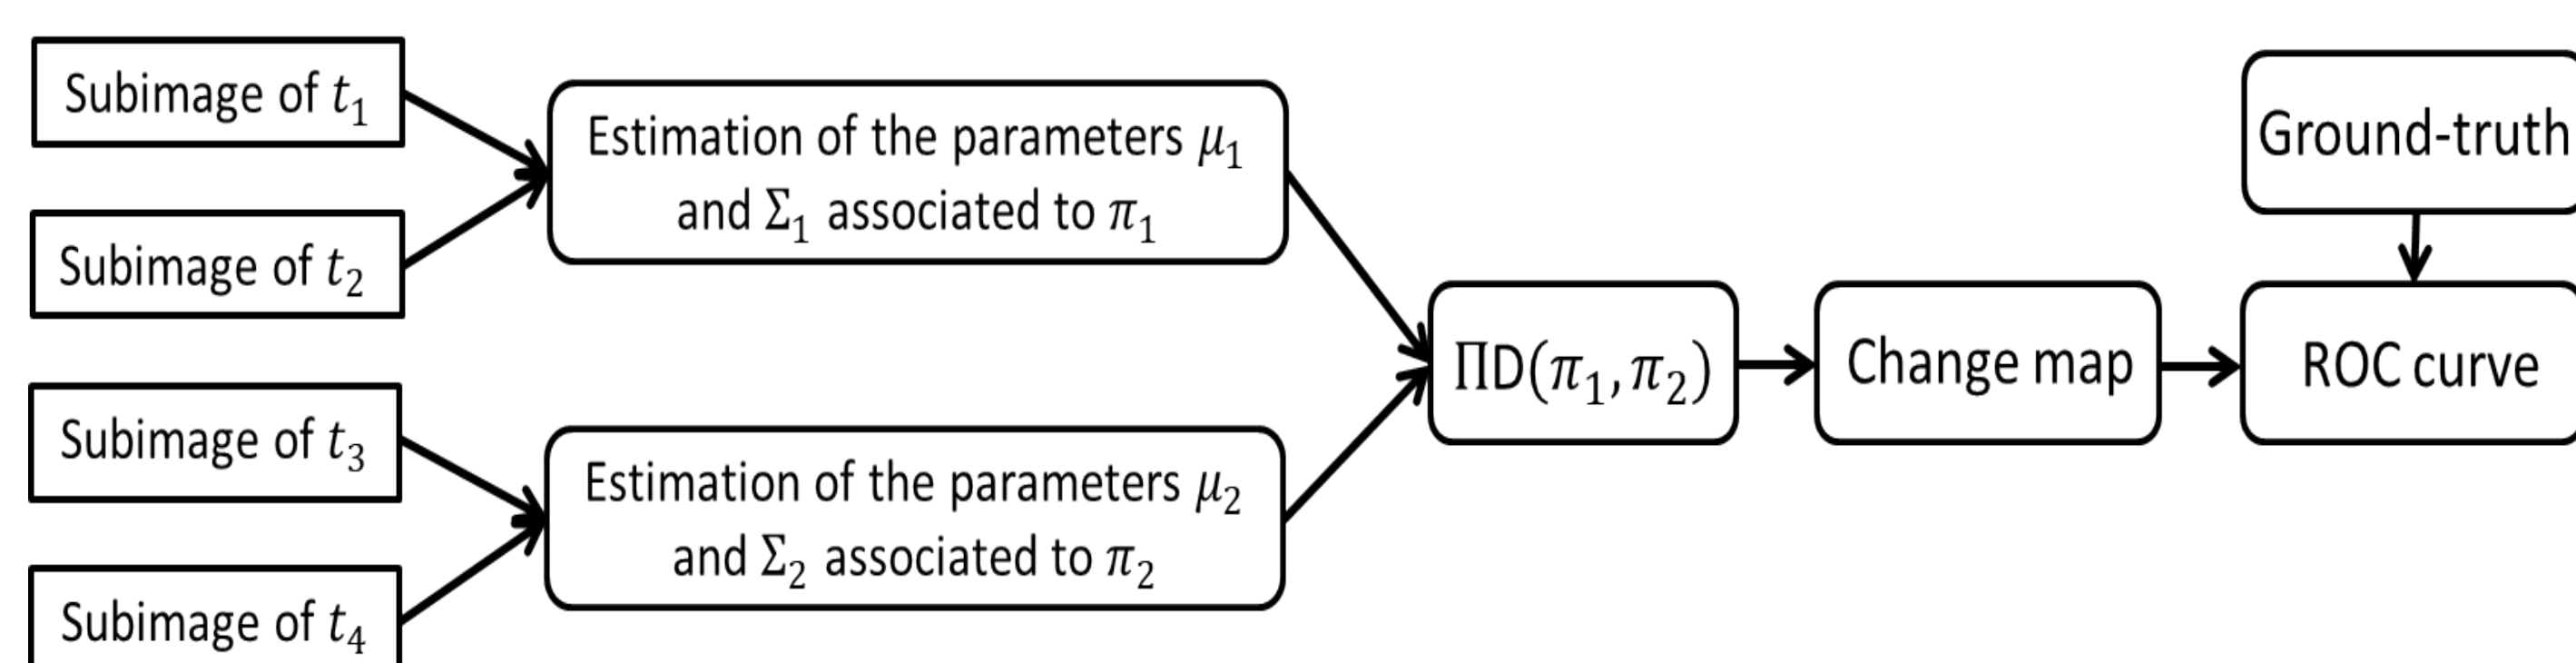 Subimage of t₁
Subimage of t₂
Subimage of t₃
Subimage of t₄
Estimation of the parameters μ₁
and Σ₁ associated to π₁
Estimation of the parameters μ₂
and Σ₂ associated to π₂
ΠD(π₁,π₂)
Change map
Ground-truth
ROC curve